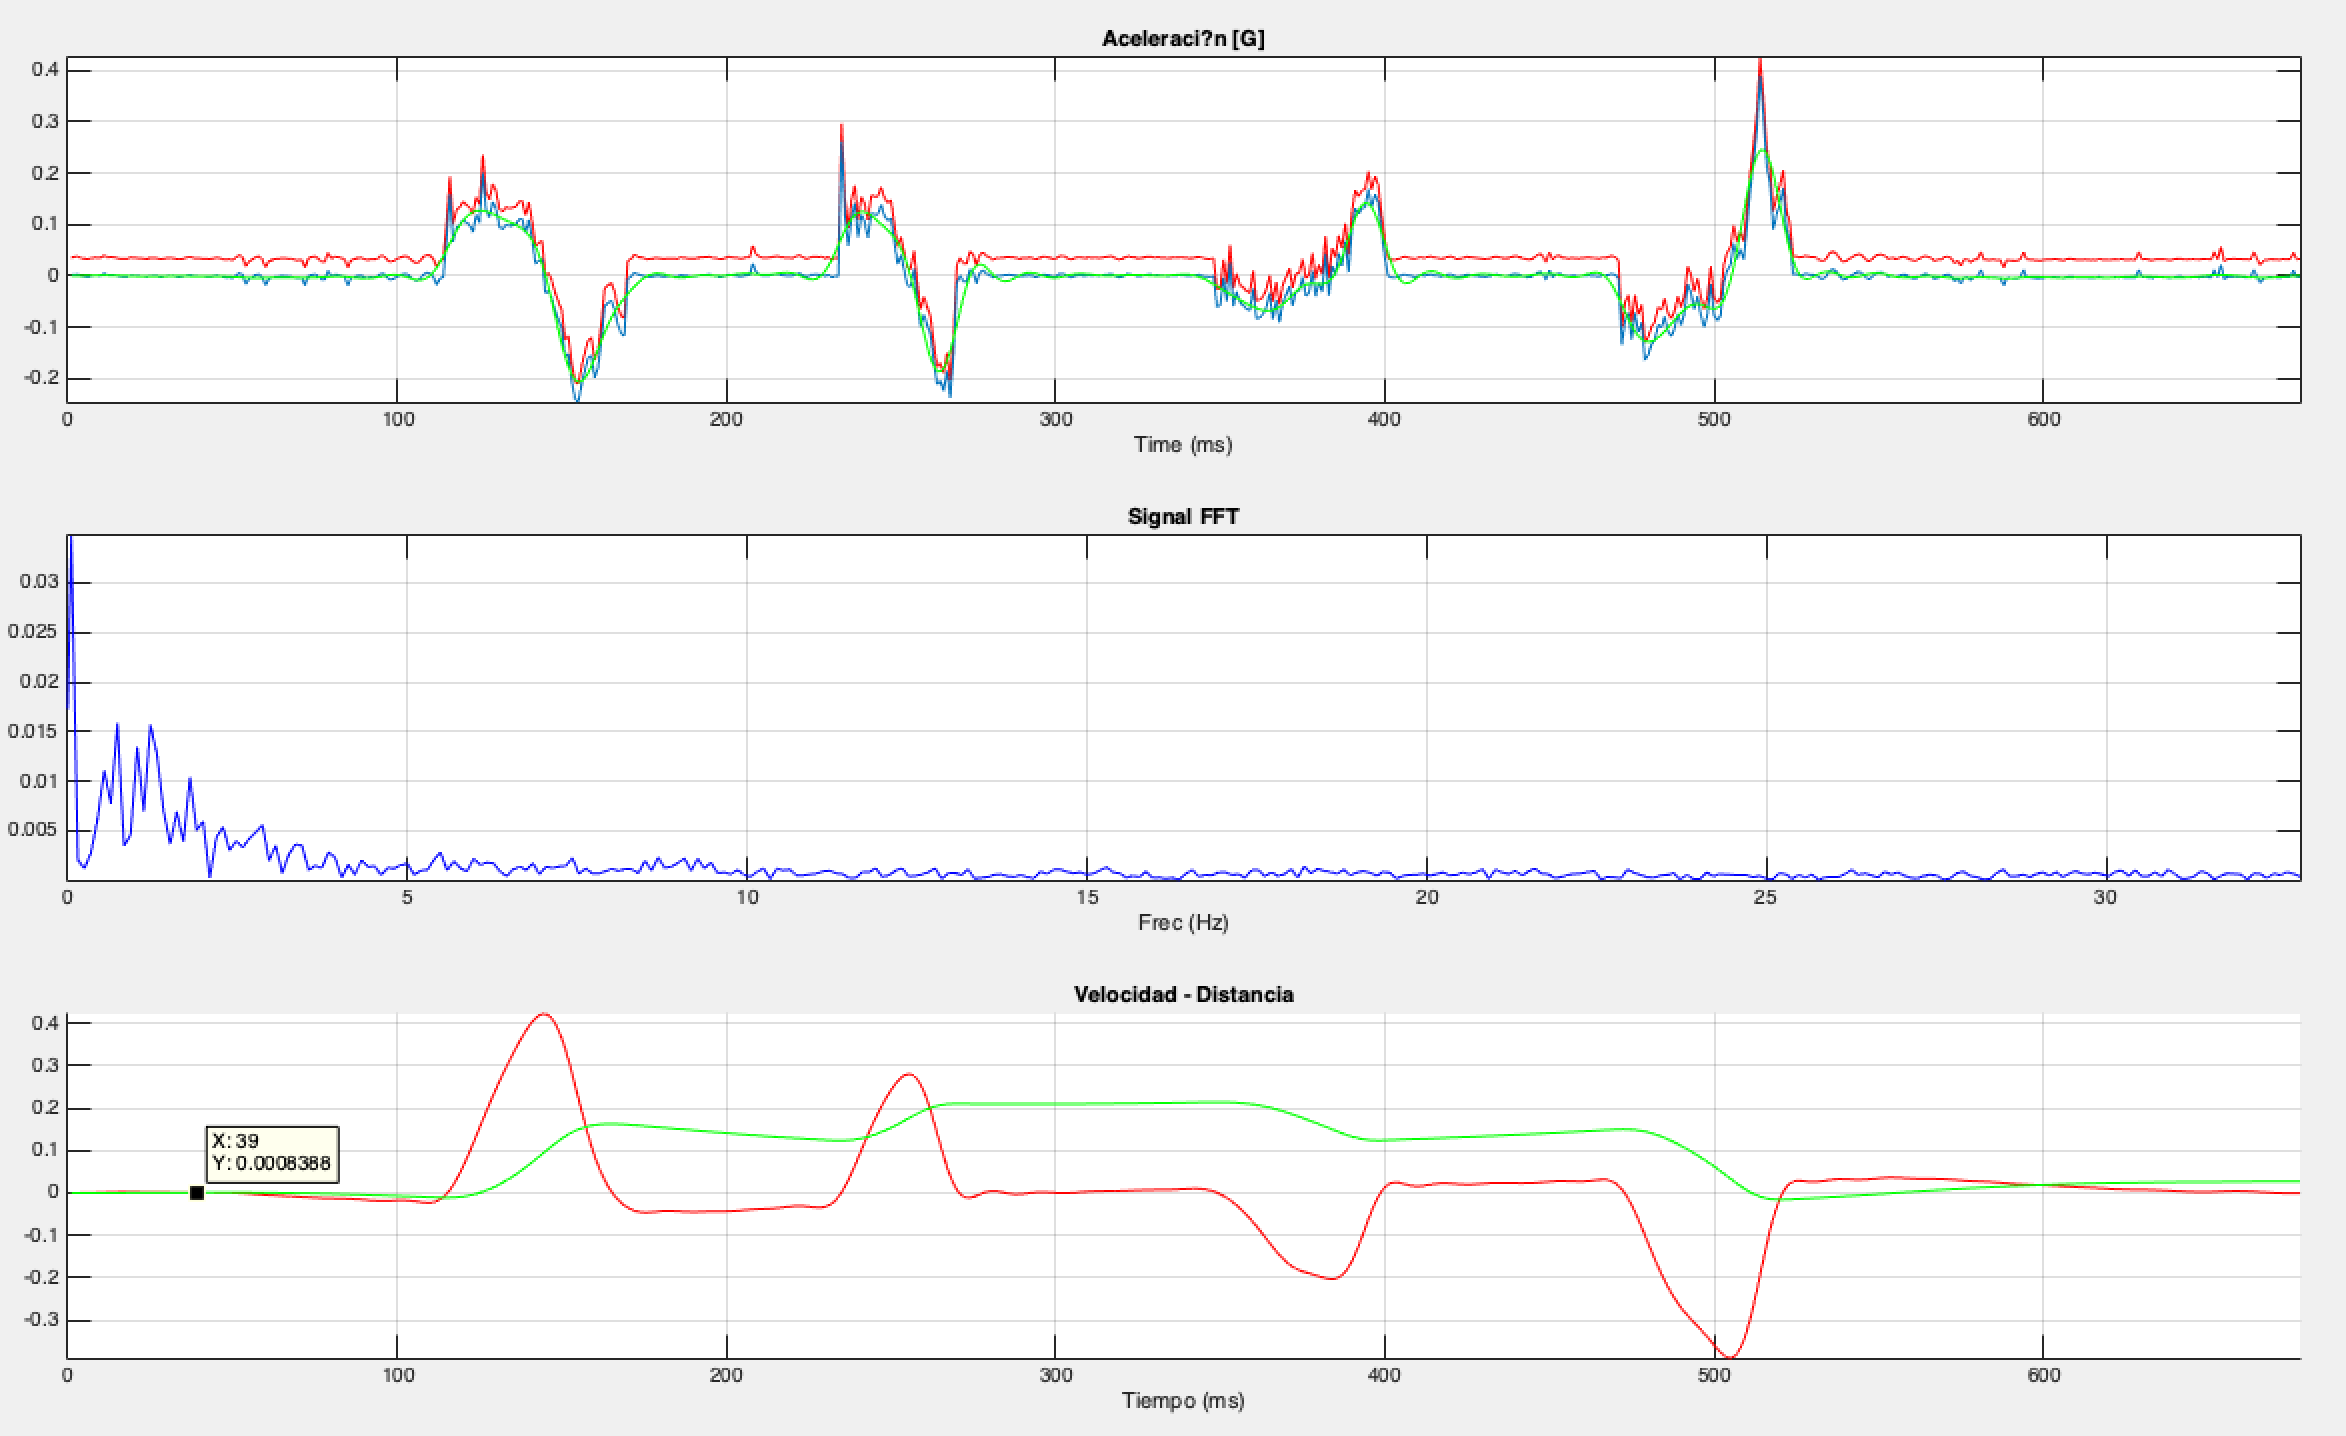 Aceleraci?n [G]
0.4
0.3
0.2
0.1
0
-0.1
-0.2
0 100 200 300 400 500 600
Time (ms)
Signal FFT
0.03
0.025
0.02
0.015
0.01
0.005
0 5 10 15 20 25 30
Frec (Hz)
Velocidad - Distancia
0.4
0.3
0.2
0.1
X: 39
Y: 0.0008388
0
-0.1
-0.2
-0.3
0 100 200 300 400 500 600
Tiempo (ms)